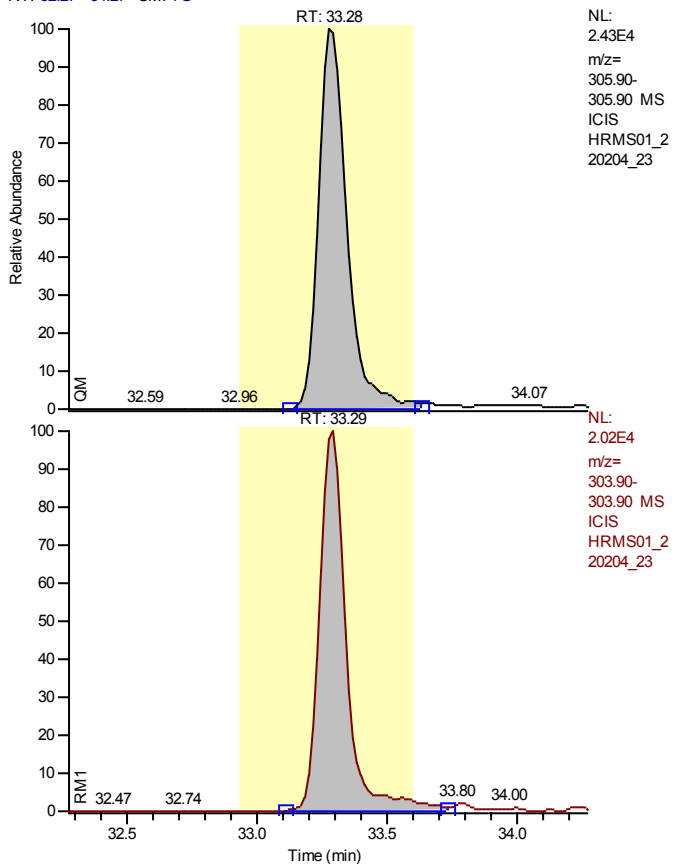 RT: 33.28
NL:
2.43E4
m/z=
305.90-
305.90 MS
ICIS
HRMS01_2
20204_23
100
90
80
70
60
50
40
30
20
10
0
Relative Abundance
QM
32.59
32.96
34.07
RT: 33.29
NL:
2.02E4
m/z=
303.90-
303.90 MS
ICIS
HRMS01_2
20204_23
100
90
80
70
60
50
40
30
20
10
0
RM1
32.47
32.74
33.80
34.00
32.5
33.0
33.5
34.0
Time (min)